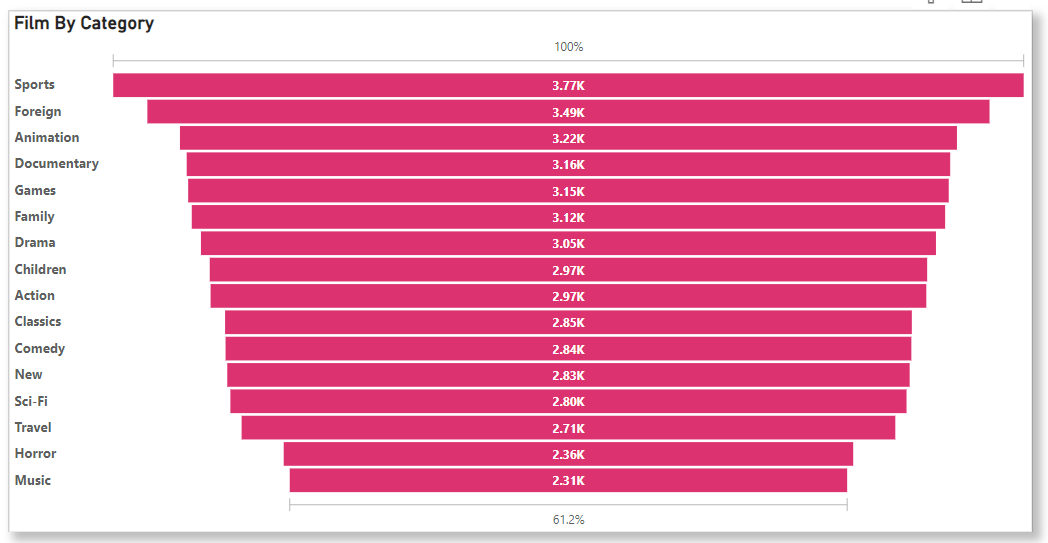 Film By Category
100%
Sports 3.77K
Foreign 3.49K
Animation 3.22K
Documentary 3.16K
Games 3.15K
Family 3.12K
Drama 3.05K
Children 2.97K
Action 2.97K
Classics 2.85K
Comedy 2.84K
New 2.83K
Sci-Fi 2.80K
Travel 2.71K
Horror 2.36K
Music 2.31K
61.2%